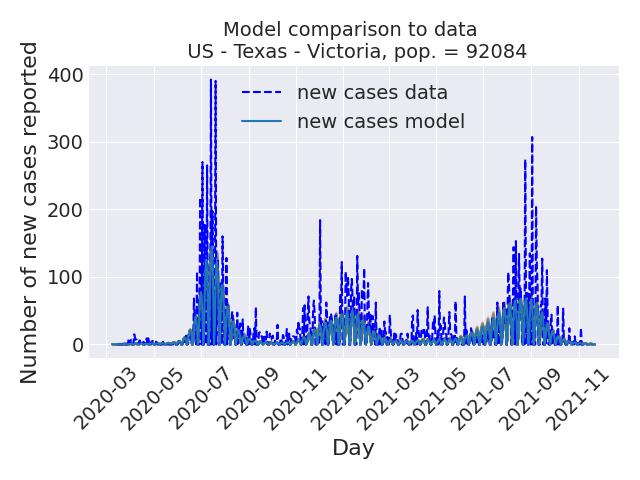 Model comparison to data
US - Texas - Victoria, pop. = 92084
Number of new cases reported
400
300
200
100
0
new cases data
new cases model
2020-03
2020-05
2020-07
2020-09
2020-11
2021-01
2021-03
2021-05
2021-07
2021-09
2021-11
Day